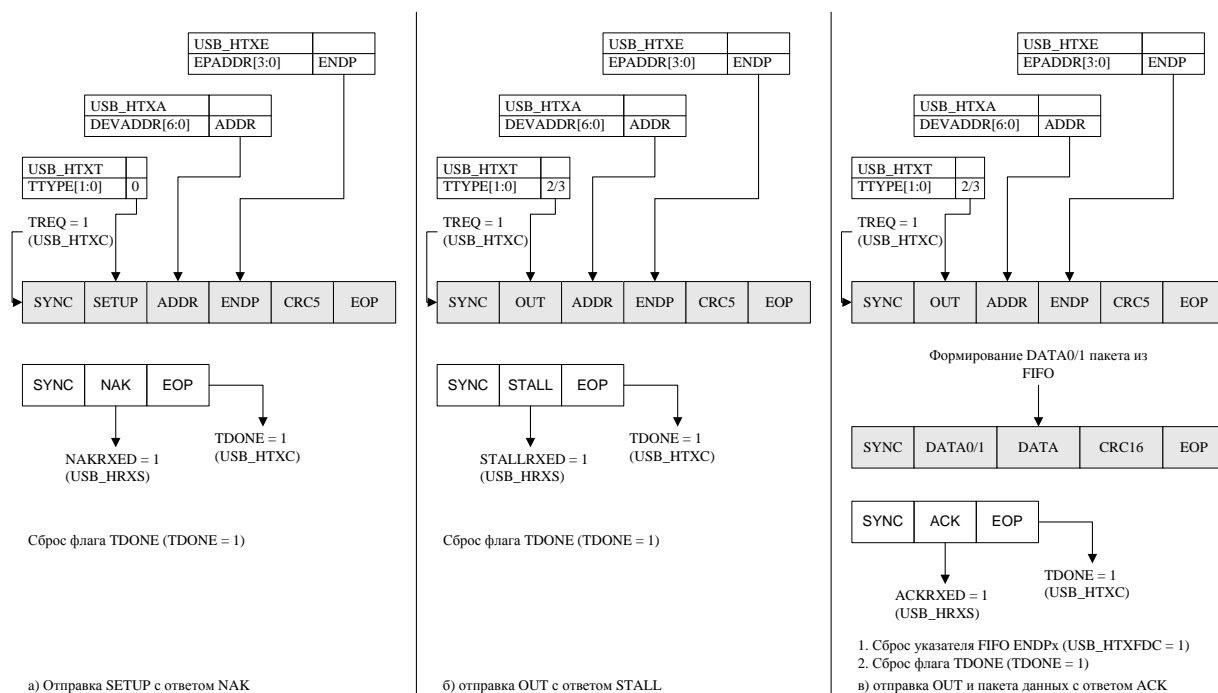 USB_HTXE
EPADDR[3:0] ENDP
USB_HTXA
DEVADDR[6:0] ADDR
USB_HTXT
TTYPE[1:0] 0
TREQ = 1
(USB_HTXC)
SYNC SETUP ADDR ENDP CRC5 EOP
SYNC NAK EOP
NAKRXED = 1
(USB_HRXS)
TDONE = 1
(USB_HTXC)
Сброс флага TDONE (TDONE = 1)
а) Отправка SETUP с ответом NAK
USB_HTXE
EPADDR[3:0] ENDP
USB_HTXA
DEVADDR[6:0] ADDR
USB_HTXT
TTYPE[1:0] 2/3
TREQ = 1
(USB_HTXC)
SYNC OUT ADDR ENDP CRC5 EOP
SYNC STALL EOP
STALLRXED = 1
(USB_HRXS)
TDONE = 1
(USB_HTXC)
Сброс флага TDONE (TDONE = 1)
б) отправка OUT с ответом STALL
USB_HTXE
EPADDR[3:0] ENDP
USB_HTXA
DEVADDR[6:0] ADDR
USB_HTXT
TTYPE[1:0] 2/3
TREQ = 1
(USB_HTXC)
SYNC OUT ADDR ENDP CRC5 EOP
Формирование DATA0/1 пакета из
FIFO
SYNC DATA0/1 DATA CRC16 EOP
SYNC ACK EOP
ACKRXED = 1
(USB_HRXS)
TDONE = 1
(USB_HTXC)
1. Сброс указателя FIFO ENDPx (USB_HTXFDC = 1)
2. Сброс флага TDONE (TDONE = 1)
в) отправка OUT и пакета данных с ответом ACK